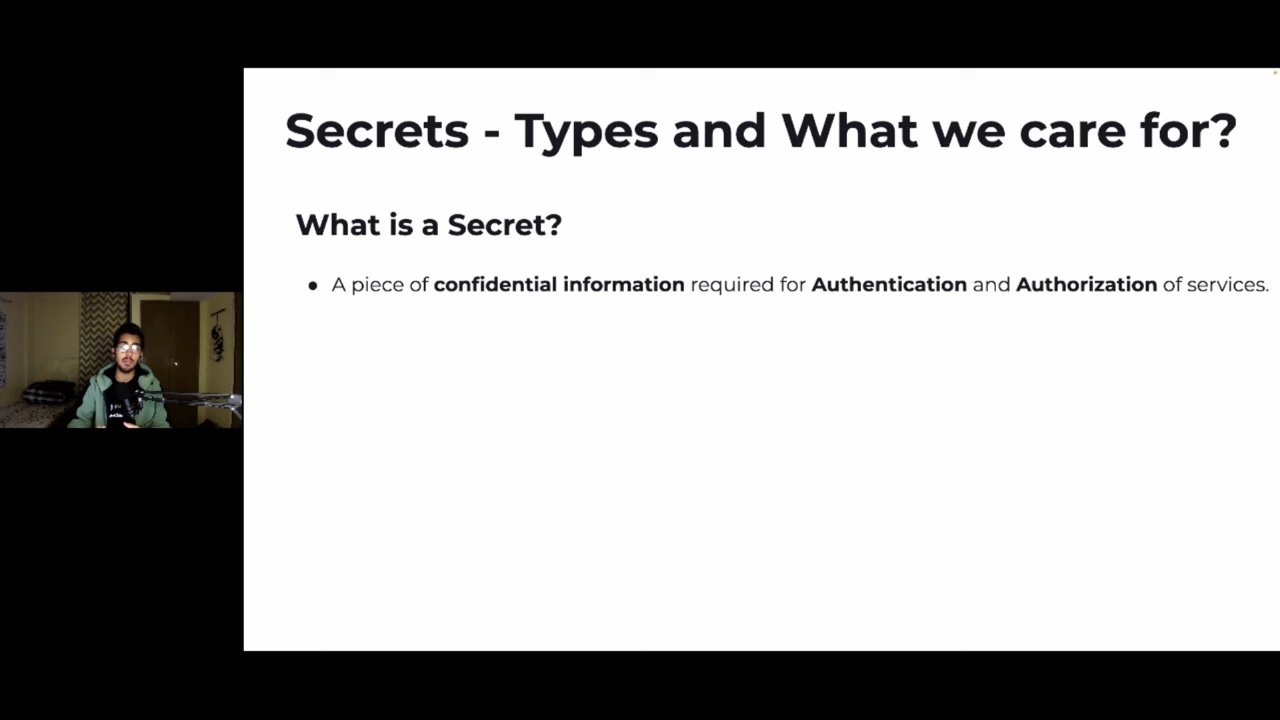 Secrets - Types and What we care for?
What is a Secret?
● A piece of confidential information required for Authentication and Authorization of services.